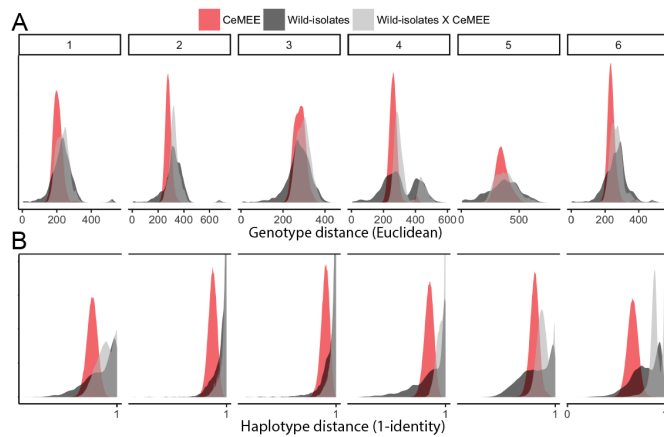 CeMEE Wild-isolates Wild-isolates X CeMEE
A
1 2 3 4 5 6
0 200 400 0 200 400 600 0 200 400 0 200 400 600 500 0 200 400
Genotype distance (Euclidean)
B
1 1 1 1 1 0 1
Haplotype distance (1-identity)